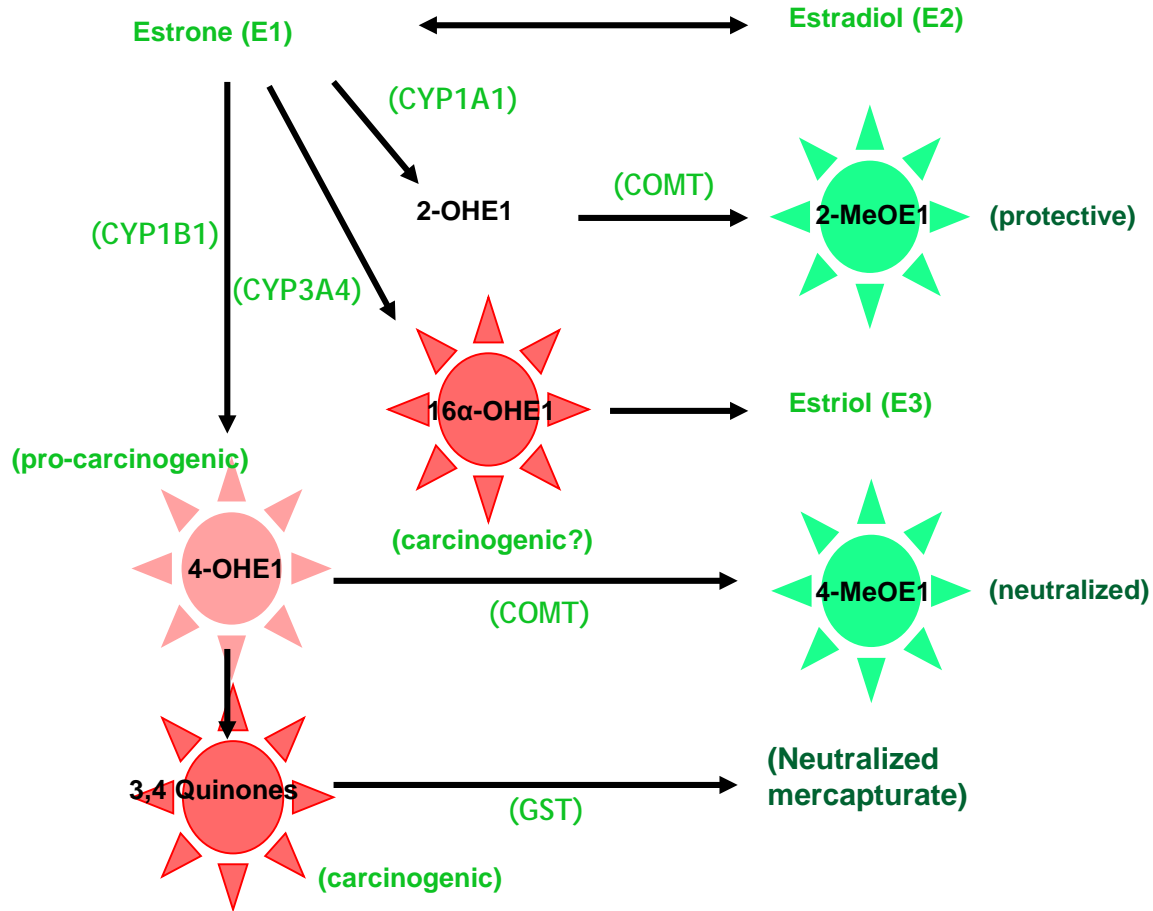 Estrone (E1)
Estradiol (E2)
(CYP1A1)
(COMT)
2-OHE1
2-MeOE1
(protective)
(CYP1B1)
(CYP3A4)
16α-OHE1
Estriol (E3)
(pro-carcinogenic)
(carcinogenic?)
4-OHE1
4-MeOE1
(neutralized)
(COMT)
3,4 Quinones
(Neutralized
mercapturate)
(GST)
(carcinogenic)